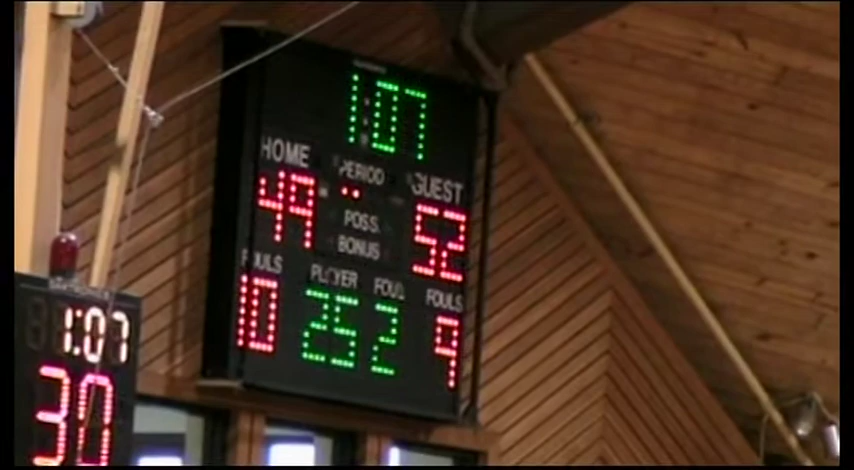 1:07
HOME PERIOD GUEST
49 52
POSS.
BONUS
FOULS PLAYER FOUL FOULS
10 25 2 9
1:07
30